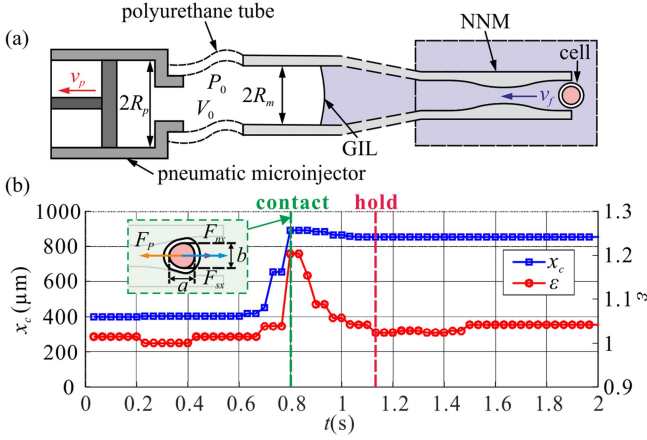 (a)
polyurethane tube
NNM
cell
v_p
2R_p
P_0
V_0
2R_m
v_f
GIL
pneumatic microinjector
(b)
contact
hold
1000
800
600
400
200
0
x_c (μm)
F_P
F_nx
F_sx
a
b
x_c
ε
1.3
1.2
1.1
1
0.9
ε
0
0.2
0.4
0.6
0.8
1
1.2
1.4
1.6
1.8
2
t(s)